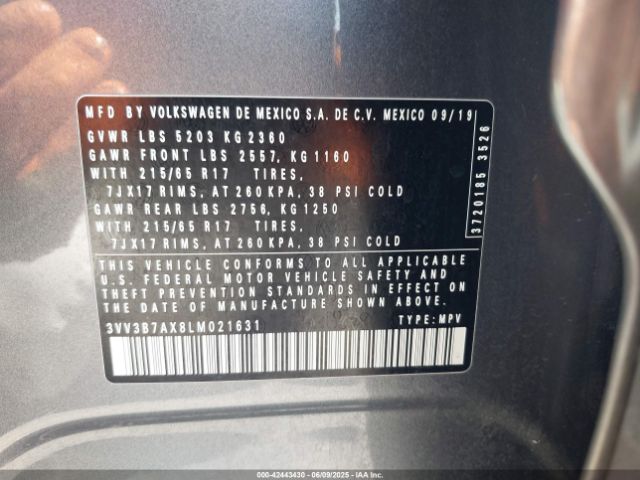 MFD BY VOLKSWAGEN DE MEXICO S.A. DE C.V. MEXICO 09/19
GVWR LBS 5203 KG 2360
GAWR FRONT LBS 2557, KG 1160
WITH 215/65 R17 TIRES,
7JX17 RIMS, AT 260 KPA, 38 PSI COLD
GAWR REAR LBS 2756, KG 1250
WITH 215/65 R17 TIRES,
7JX17 RIMS, AT 260 KPA, 38 PSI COLD
THIS VEHICLE CONFORMS TO ALL APPLICABLE
U.S. FEDERAL MOTOR VEHICLE SAFETY AND
THEFT PREVENTION STANDARDS IN EFFECT ON
THE DATE OF MANUFACTURE SHOWN ABOVE.
3VV3B7AX8LM021631 TYPE: MPV
3720185 3526
000-42443430 - 06/09/2025 - IAA Inc.